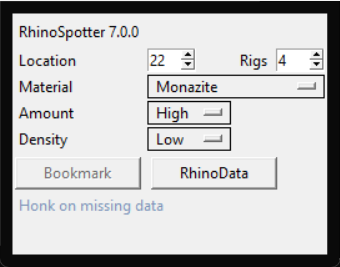 RhinoSpotter 7.0.0
Location 22 Rigs 4
Material Monazite
Amount High
Density Low
Bookmark RhinoData
Honk on missing data